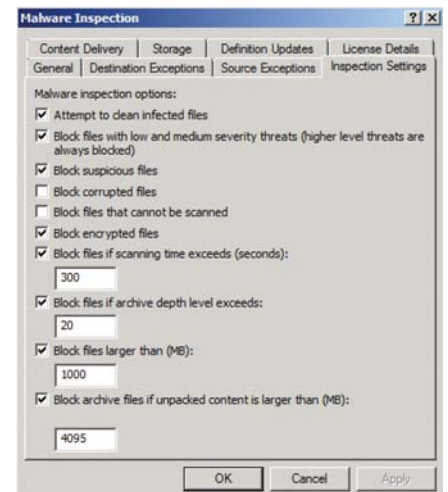 Malware Inspection
Content Delivery Storage Definition Updates License Details
General Destination Exceptions Source Exceptions Inspection Settings
Malware inspection options:
Attempt to clean infected files
Block files with low and medium severity threats (higher level threats are
always blocked)
Block suspicious files
Block corrupted files
Block files that cannot be scanned
Block encrypted files
Block files if scanning time exceeds (seconds):
300
Block files if archive depth level exceeds:
20
Block files larger than (MB):
1000
Block archive files if unpacked content is larger than (MB):
4095
OK Cancel Apply